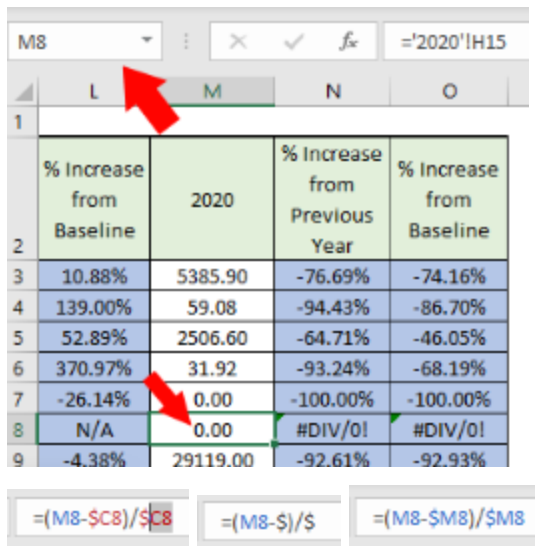 M8 fx ='2020'!H15
L M N O
1
2 % Increase from Baseline 2020 % Increase from Previous Year % Increase from Baseline
3 10.88% 5385.90 -76.69% -74.16%
4 139.00% 59.08 -94.43% -86.70%
5 52.89% 2506.60 -64.71% -46.05%
6 370.97% 31.92 -93.24% -68.19%
7 -26.14% 0.00 -100.00% -100.00%
8 N/A 0.00 #DIV/0! #DIV/0!
9 -4.38% 29119.00 -92.61% -92.93%
=(M8-$C8)/$C8 =(M8-$)/$ =(M8-$M8)/$M8